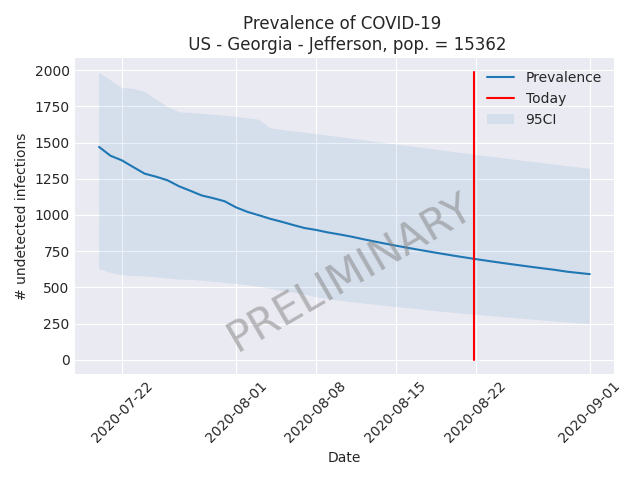 Prevalence of COVID-19
US - Georgia - Jefferson, pop. = 15362
Prevalence
Today
95CI
# undetected infections
2000
1750
1500
1250
1000
750
500
250
0
PRELIMINARY
2020-07-22
2020-08-01
2020-08-08
2020-08-15
2020-08-22
2020-09-01
Date